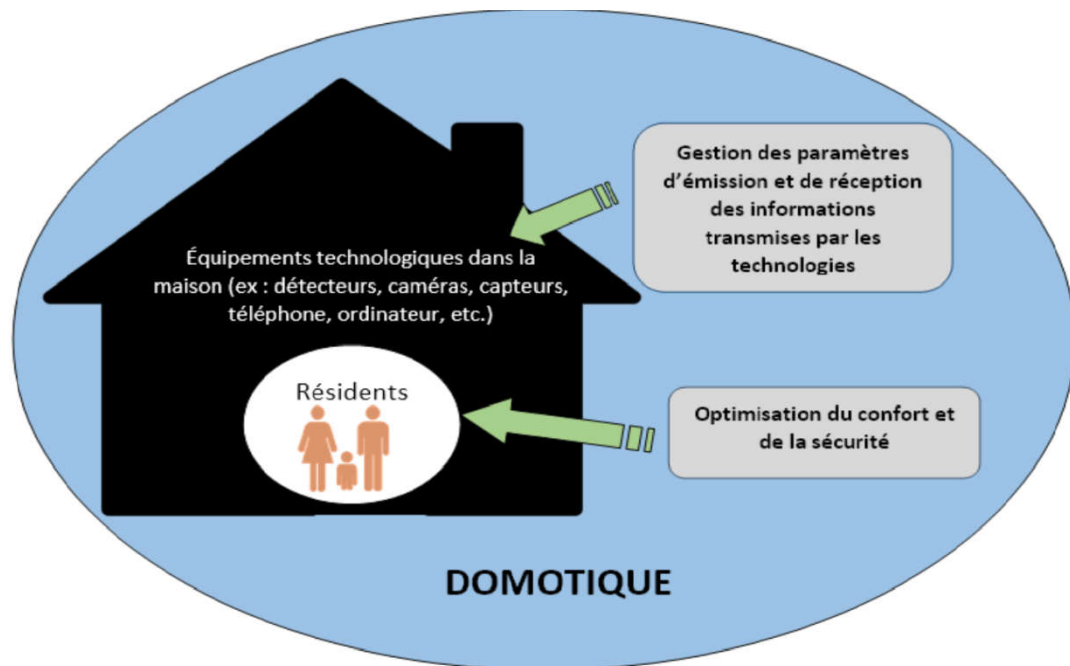 Gestion des paramètres
d'émission et de réception
des informations
transmises par les
technologies
Équipements technologiques dans la
maison (ex : détecteurs, caméras, capteurs,
téléphone, ordinateur, etc.)
Résidents
Optimisation du confort et
de la sécurité
DOMOTIQUE